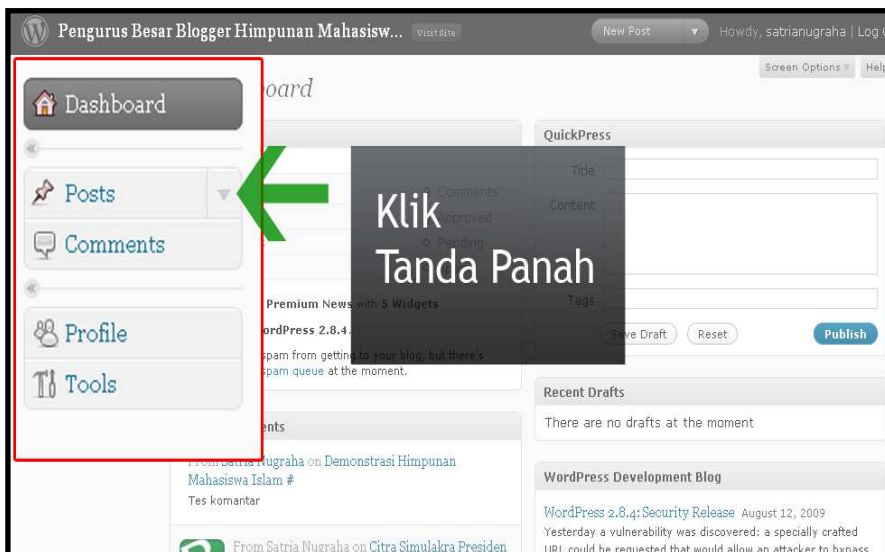 Pengurus Besar Blogger Himpunan Mahasisw... Visit Site
New Post
Howdy, satrianugraha | Log
Screen Options
Help
oard
Dashboard
Posts
Comments
Profile
Tools
Klik
Tanda Panah
Comments
Approved
Pending
Premium News with 5 Widgets
ordPress 2.8.4.
spam from getting to your blog, but there's
spam queue at the moment.
ents
From Satria Nugraha on Demonstrasi Himpunan
Mahasiswa Islam #
Tes komantar
From Satria Nugraha on Citra Simulakra Presiden
QuickPress
Title
Content
Tags
Save Draft
Reset
Publish
Recent Drafts
There are no drafts at the moment
WordPress Development Blog
WordPress 2.8.4: Security Release August 12, 2009
Yesterday a vulnerability was discovered: a specially crafted
URL could be requested that would allow an attacker to bypass